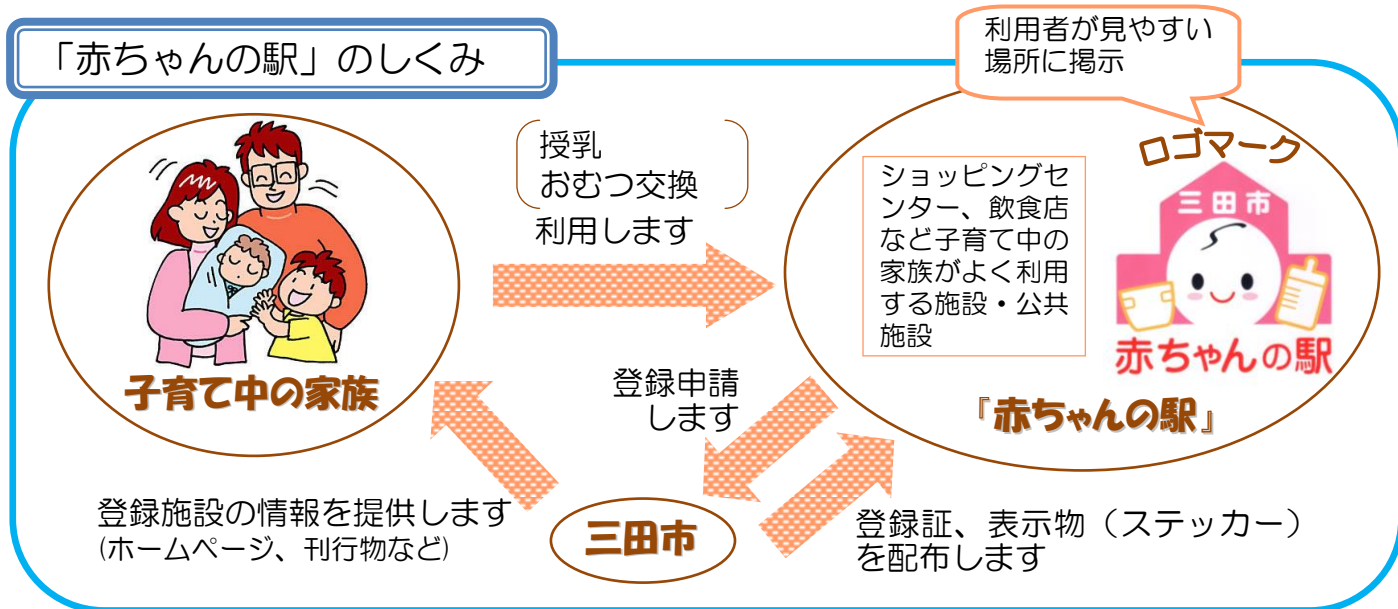 「赤ちゃんの駅」のしくみ
利用者が見やすい
場所に掲示
授乳
おむつ交換
利用します
ロゴマーク
ショッピングセ
ンター、飲食店
など子育て中の
家族がよく利用
する施設・公共
施設
三田市
赤ちゃんの駅
子育て中の家族
『赤ちゃんの駅』
登録申請
します
登録施設の情報を提供します
(ホームページ、刊行物など)
三田市
登録証、表示物（ステッカー）
を配布します